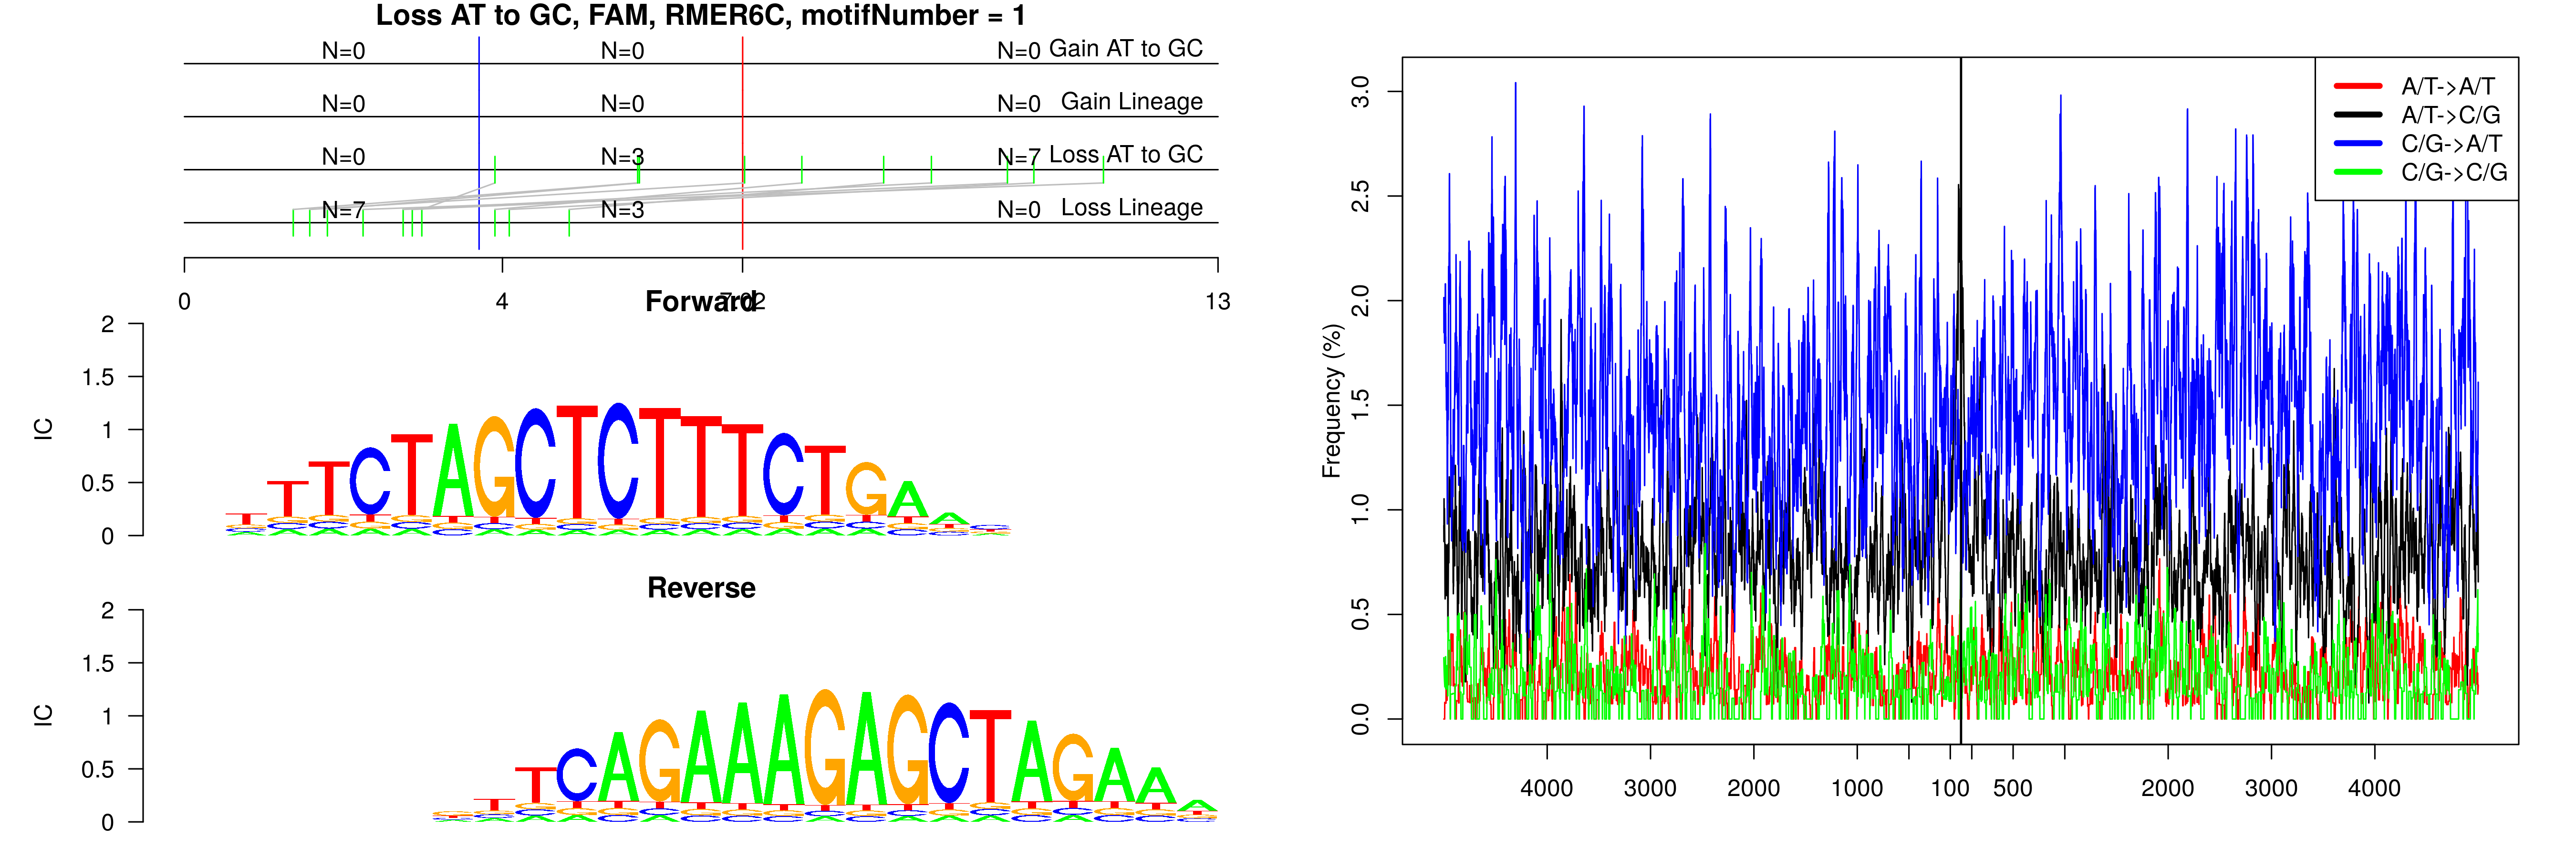 Loss AT to GC, FAM, RMER6C, motifNumber = 1
N=0 N=0 N=0 Gain AT to GC
N=0 N=0 N=0 Gain Lineage
N=0 N=3 N=7 Loss AT to GC
N=7 N=3 N=0 Loss Lineage
0 4 7.02 13
Forward
IC
2
1.5
1
0.5
0
TTTCTAGCTCTTTCTGAA
Reverse
IC
2
1.5
1
0.5
0
TTCAGAAAGAGCTAGAAA
Frequency (%)
3.0
2.5
2.0
1.5
1.0
0.5
0.0
A/T->A/T
A/T->C/G
C/G->A/T
C/G->C/G
4000 3000 2000 1000 100 500 2000 3000 4000